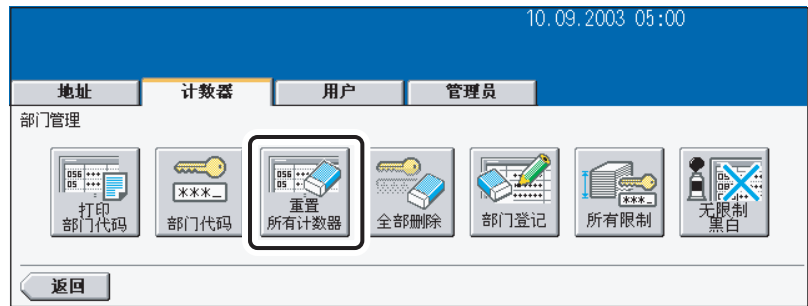 10.09.2003 05:00
地址 计数器 用户 管理员
部门管理
打印
部门代码
部门代码
重置
所有计数器
全部删除
部门登记
所有限制
无限制
黑白
返回